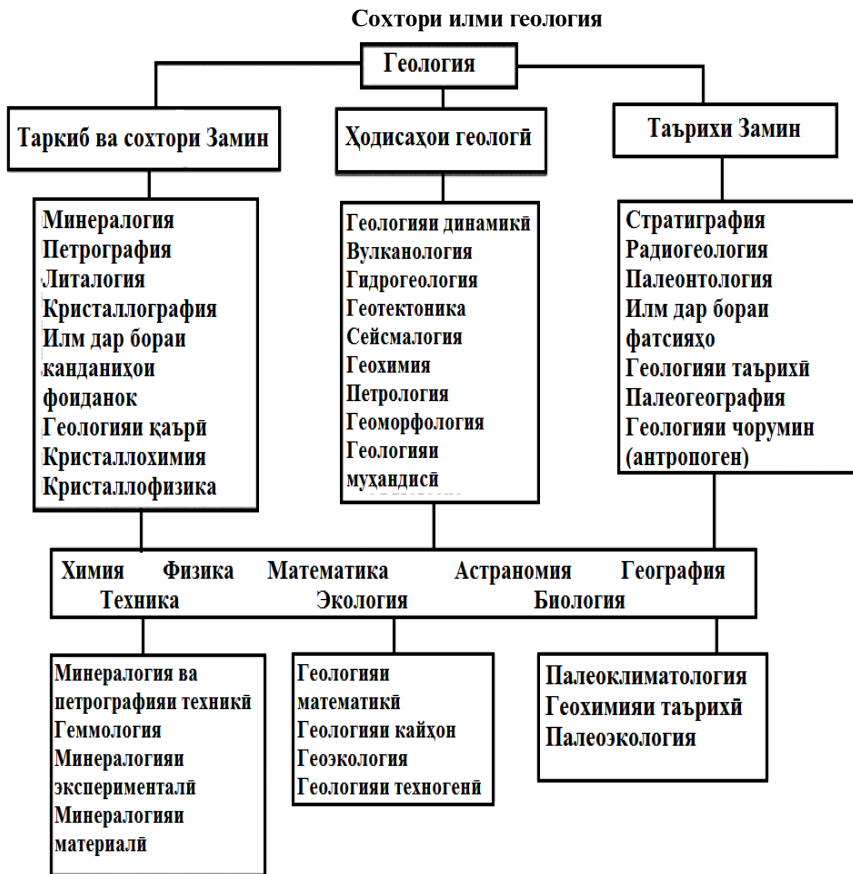 Сохтори илми геология
Геология
Таркиб ва сохтори Замин
Ҳодисаҳои геологӣ
Таърихи Замин
Минералогия
Петрография
Литалогия
Кристаллография
Илм дар бораи
канданиҳои
фоиданок
Геологияи қаърӣ
Кристаллохимия
Кристаллофизика
Геологияи динамикӣ
Вулканология
Гидрогеология
Геотектоника
Сейсмалогия
Геохимия
Петрология
Геоморфология
Геологияи
муҳандисӣ
Стратиграфия
Радиогеология
Палеонтология
Илм дар бораи
фатсияҳо
Геологияи таърихӣ
Палеогеография
Геологияи чорумин
(антропоген)
Химия Физика Математика Астраномия География
Техника Экология Биология
Минералогия ва
петрографияи техникӣ
Геммология
Минералогияи
эксперименталӣ
Минералогияи
материалӣ
Геологияи
математикӣ
Геологияи кайҳон
Геоэкология
Геологияи техногенӣ
Палеоклиматология
Геохимияи таърихӣ
Палеоэкология